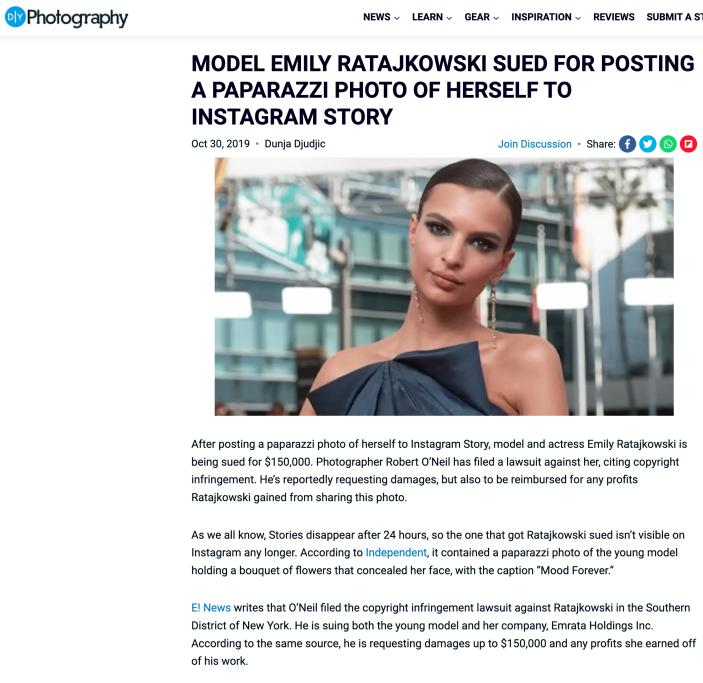 DIY Photography
NEWS LEARN GEAR INSPIRATION REVIEWS SUBMIT A ST
MODEL EMILY RATAJKOWSKI SUED FOR POSTING
A PAPARAZZI PHOTO OF HERSELF TO
INSTAGRAM STORY
Oct 30, 2019 • Dunja Djudjic Join Discussion • Share:
After posting a paparazzi photo of herself to Instagram Story, model and actress Emily Ratajkowski is
being sued for $150,000. Photographer Robert O’Neil has filed a lawsuit against her, citing copyright
infringement. He’s reportedly requesting damages, but also to be reimbursed for any profits
Ratajkowski gained from sharing this photo.
As we all know, Stories disappear after 24 hours, so the one that got Ratajkowski sued isn’t visible on
Instagram any longer. According to Independent, it contained a paparazzi photo of the young model
holding a bouquet of flowers that concealed her face, with the caption “Mood Forever.”
E! News writes that O’Neil filed the copyright infringement lawsuit against Ratajkowski in the Southern
District of New York. He is suing both the young model and her company, Emrata Holdings Inc.
According to the same source, he is requesting damages up to $150,000 and any profits she earned off
of his work.